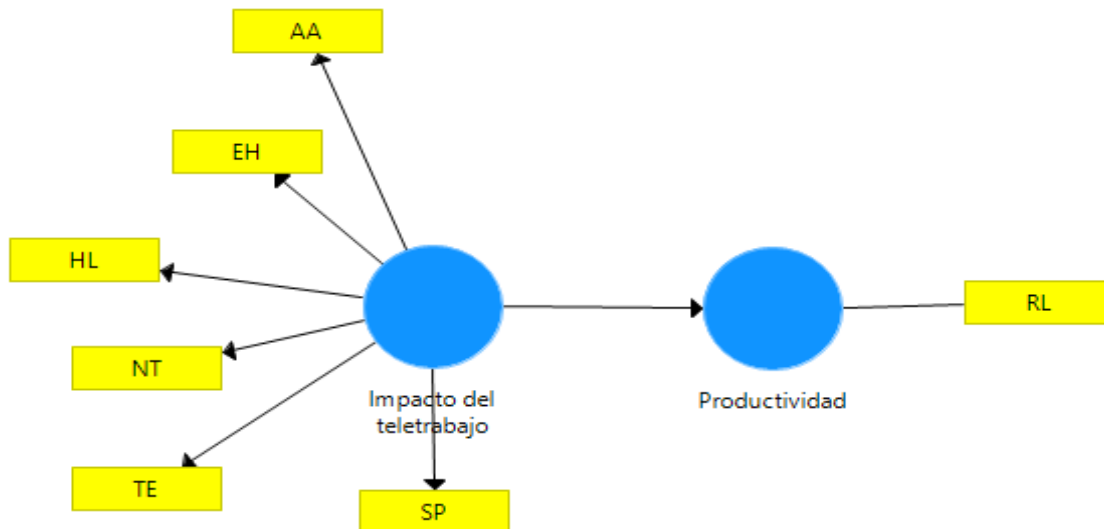 AA
EH
HL
NT
TE
SP
Impacto del
teletrabajo
Productividad
RL